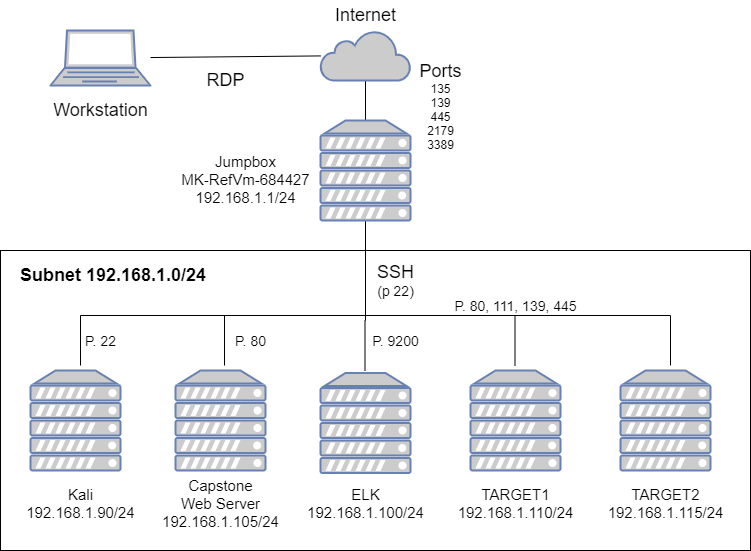 Internet
RDP
Workstation
Ports
135
139
445
2179
3389
Jumpbox
MK-RefVm-684427
192.168.1.1/24
Subnet 192.168.1.0/24
SSH
(p 22)
P. 80, 111, 139, 445
P. 22
P. 80
P. 9200
Kali
192.168.1.90/24
Capstone
Web Server
192.168.1.105/24
ELK
192.168.1.100/24
TARGET1
192.168.1.110/24
TARGET2
192.168.1.115/24